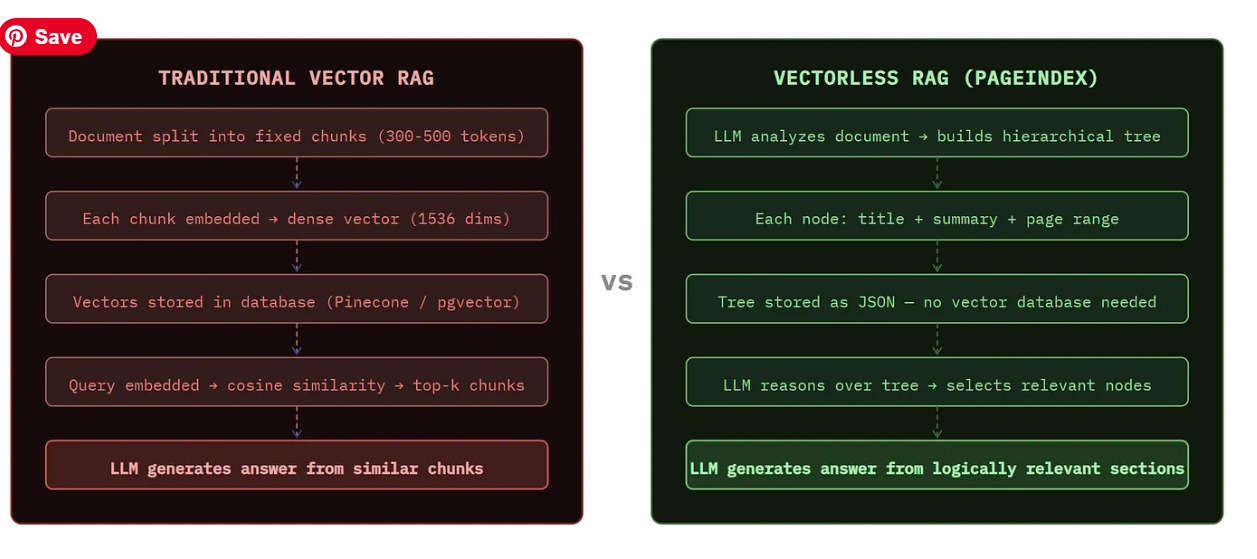 Save
TRADITIONAL VECTOR RAG
Document split into fixed chunks (300-500 tokens)
Each chunk embedded → dense vector (1536 dims)
Vectors stored in database (Pinecone / pgvector)
Query embedded → cosine similarity → top-k chunks
LLM generates answer from similar chunks
vs
VECTORLESS RAG (PAGEINDEX)
LLM analyzes document → builds hierarchical tree
Each node: title + summary + page range
Tree stored as JSON — no vector database needed
LLM reasons over tree → selects relevant nodes
LLM generates answer from logically relevant sections